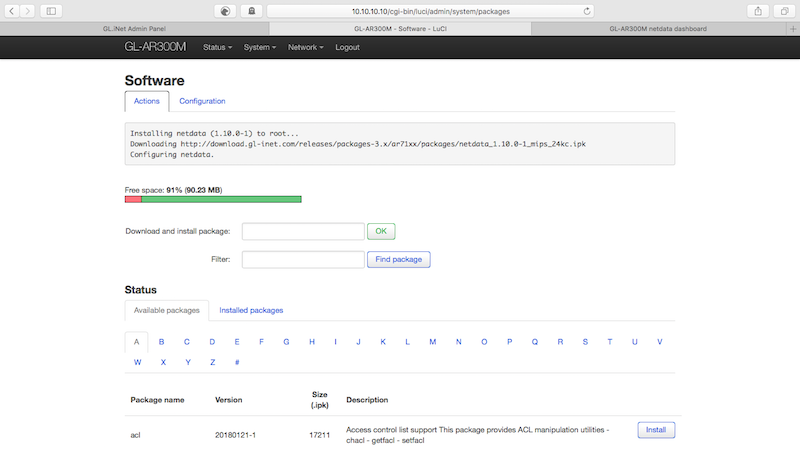 10.10.10.10/cgi-bin/luci/admin/system/packages
GL.iNet Admin Panel
GL-AR300M - Software - LuCI
GL-AR300M netdata dashboard
GL-AR300M Status System Network Logout
Software
Actions Configuration
Installing netdata (1.10.0-1) to root...
Downloading http://download.gl-inet.com/releases/packages-3.x/ar71xx/packages/netdata_1.10.0-1_mips_24kc.ipk
Configuring netdata.
Free space: 91% (90.23 MB)
Download and install package: OK
Filter: Find package
Status
Available packages Installed packages
A B C D E F G H I J K L M N O P Q R S T U V
W X Y Z #
Package name Version Size (.ipk) Description
acl 20180121-1 17211 Access control list support This package provides ACL manipulation utilities - Install
chacl - getfacl - setfacl